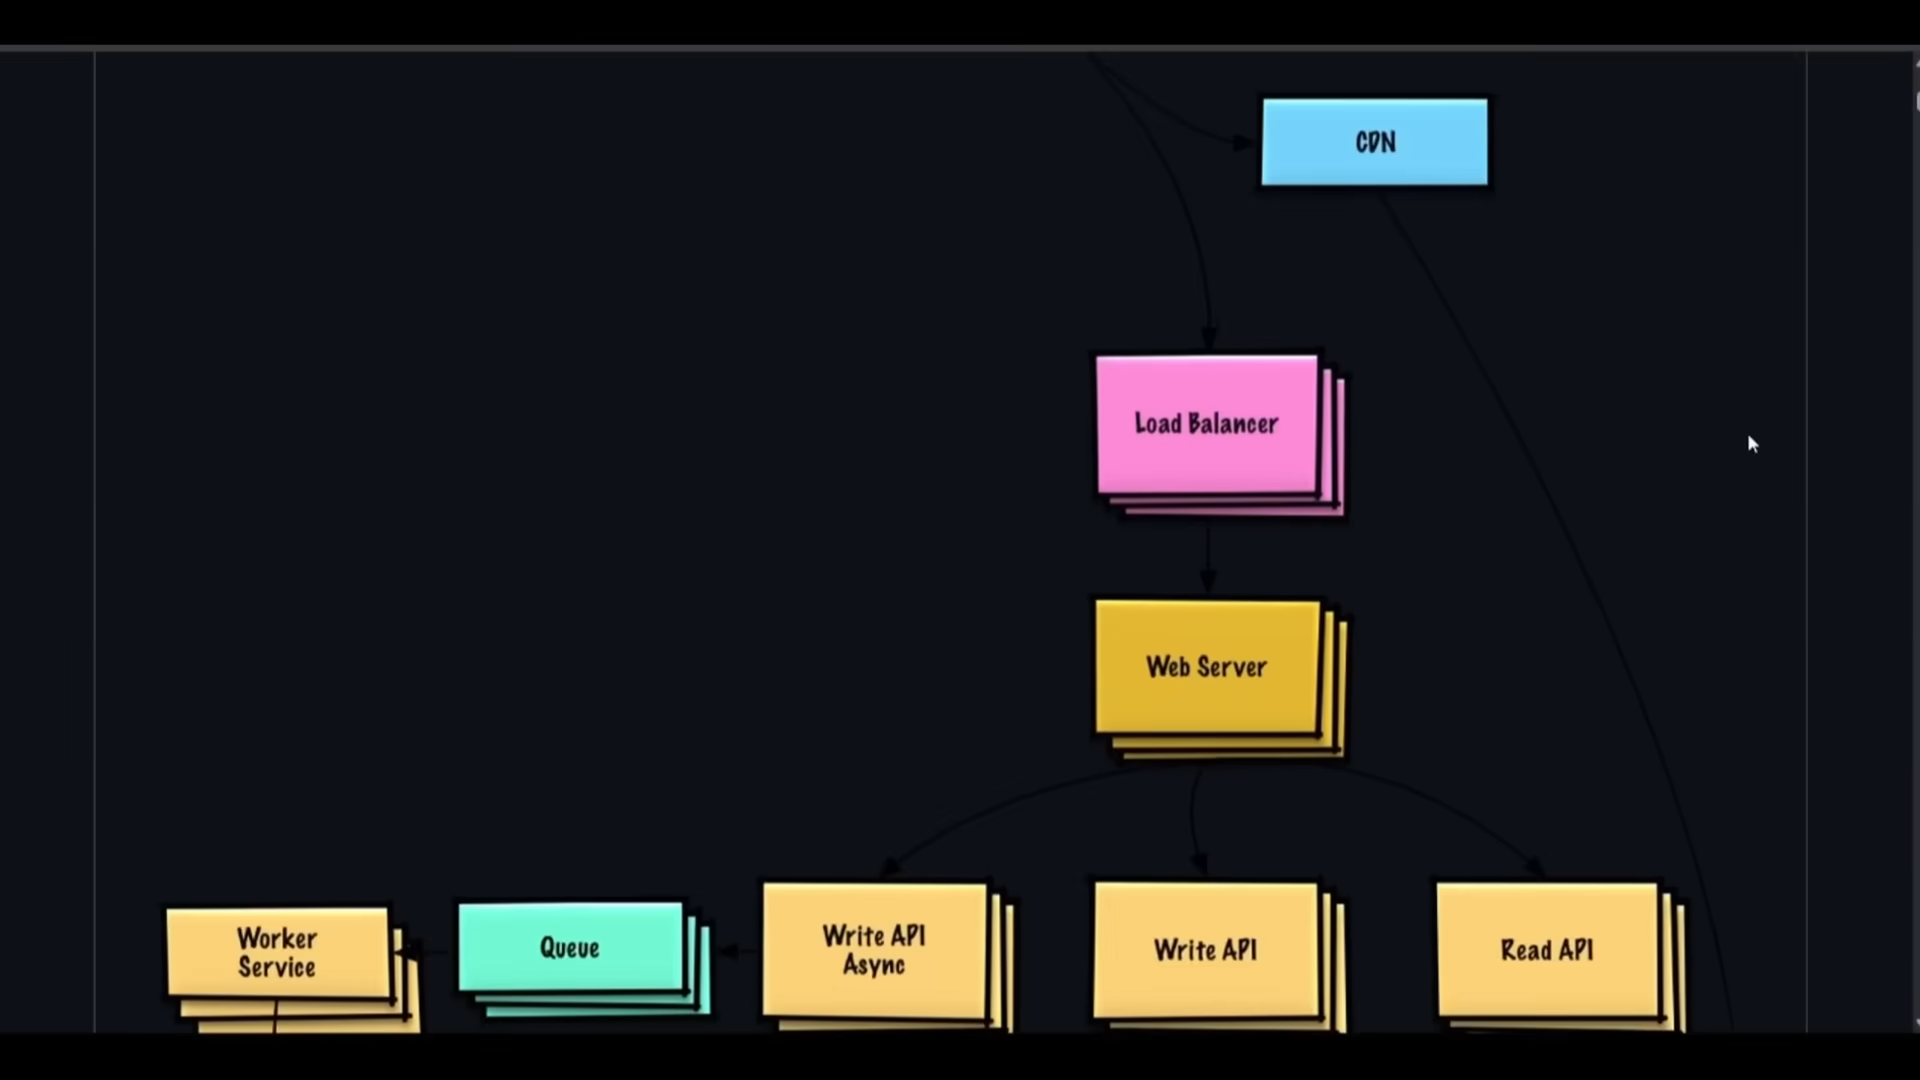 CDN
Load Balancer
Web Server
Worker
Service
Queue
Write API
Async
Write API
Read API